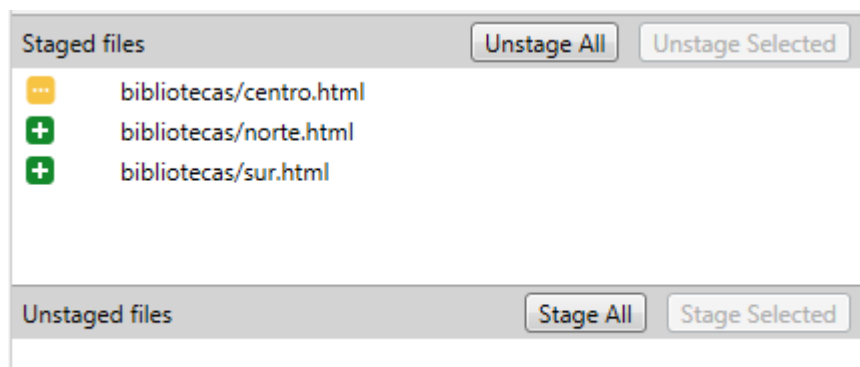 Staged files Unstage All Unstage Selected
bibliotecas/centro.html
bibliotecas/norte.html
bibliotecas/sur.html
Unstaged files Stage All Stage Selected